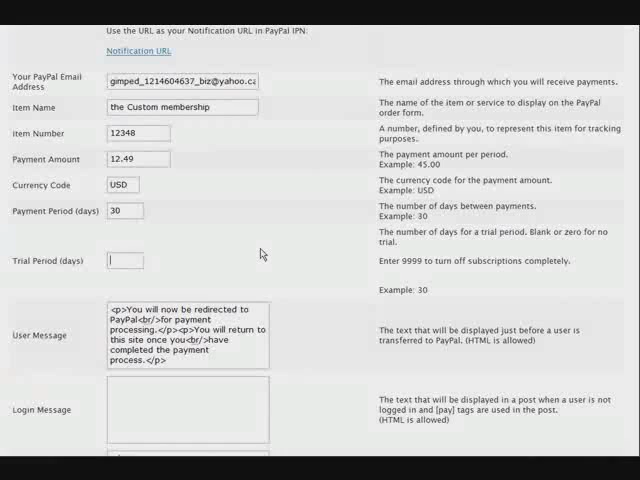 Use the URL as your Notification URL in PayPal IPN:
Notification URL
Your PayPal Email
Address
gimped_1214604637_biz@yahoo.ca
The email address through which you will receive payments.
Item Name
the Custom membership
The name of the item or service to display on the PayPal
order form.
Item Number
12348
A number, defined by you, to represent this item for tracking
purposes.
Payment Amount
12.49
The payment amount per period.
Example: 45.00
Currency Code
USD
The currency code for the payment amount.
Example: USD
Payment Period (days)
30
The number of days between payments.
Example: 30
The number of days for a trial period. Blank or zero for no
trial.
Trial Period (days)
Enter 9999 to turn off subscriptions completely.
Example: 30
User Message
<p>You will now be redirected to
PayPal<br/>for payment
processing.</p><p>You will return to
this site once you<br/>have
completed the payment
process.</p>
The text that will be displayed just before a user is
transferred to PayPal. (HTML is allowed)
Login Message
The text that will be displayed in a post when a user is not
logged in and [pay] tags are used in the post.
(HTML is allowed)